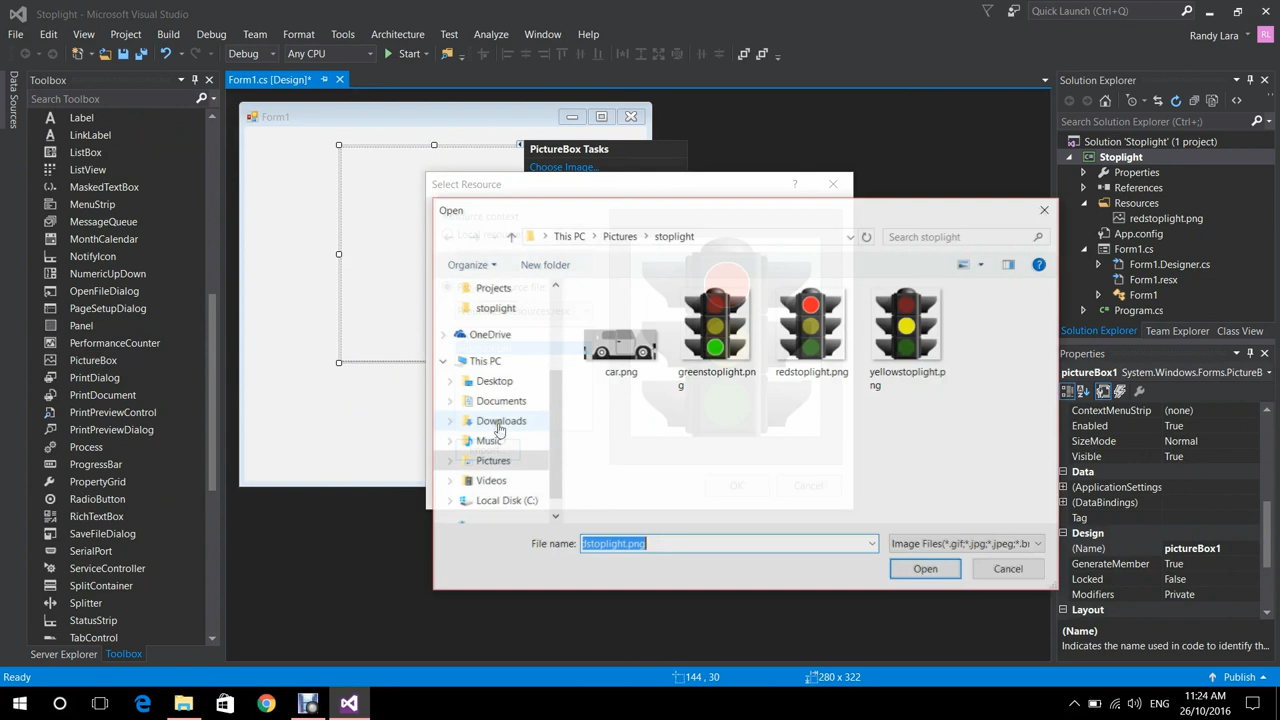 Stoplight - Microsoft Visual Studio
Quick Launch (Ctrl+Q)
File Edit View Project Build Debug Team Format Tools Architecture Test Analyze Window Help
Randy Lara
RL
Debug Any CPU Start
Data Sources
Toolbox
Search Toolbox
Label
LinkLabel
ListBox
ListView
MaskedTextBox
MenuStrip
MessageQueue
MonthCalendar
NotifyIcon
NumericUpDown
OpenFileDialog
PageSetupDialog
Panel
PerformanceCounter
PictureBox
PrintDialog
PrintDocument
PrintPreviewControl
PrintPreviewDialog
Process
ProgressBar
PropertyGrid
RadioButton
RichTextBox
SaveFileDialog
SerialPort
ServiceController
SplitContainer
Splitter
StatusStrip
TabControl
Server Explorer Toolbox
Form1.cs [Design]*
Form1
PictureBox Tasks
Choose Image...
Select Resource
?
Open
This PC Pictures stoplight
Search stoplight
Organize New folder
Projects
stoplight
OneDrive
This PC
Desktop
Documents
Downloads
Music
Pictures
Videos
Local Disk (C:)
car.png
greenstoplight.pn
g
redstoplight.png
yellowstoplight.p
ng
OK Cancel
File name: dstoplight.png
Image Files(*.gif;*.jpg;*.jpeg;*.br
Open Cancel
Solution Explorer
Search Solution Explorer (Ctrl+;)
Solution 'Stoplight' (1 project)
Stoplight
Properties
References
Resources
redstoplight.png
App.config
Form1.cs
Form1.Designer.cs
Form1.resx
Form1
Program.cs
Solution Explorer Team Explorer Class View
Properties
pictureBox1 System.Windows.Forms.PictureB
ContextMenuStrip (none)
Enabled True
SizeMode Normal
Visible True
Data
(ApplicationSettings
(DataBindings)
Tag
Design
(Name) pictureBox1
GenerateMember True
Locked False
Modifiers Private
Layout
(Name)
Indicates the name used in code to identify th
Ready
144 , 30
280 x 322
Publish
ENG
11:24 AM
26/10/2016